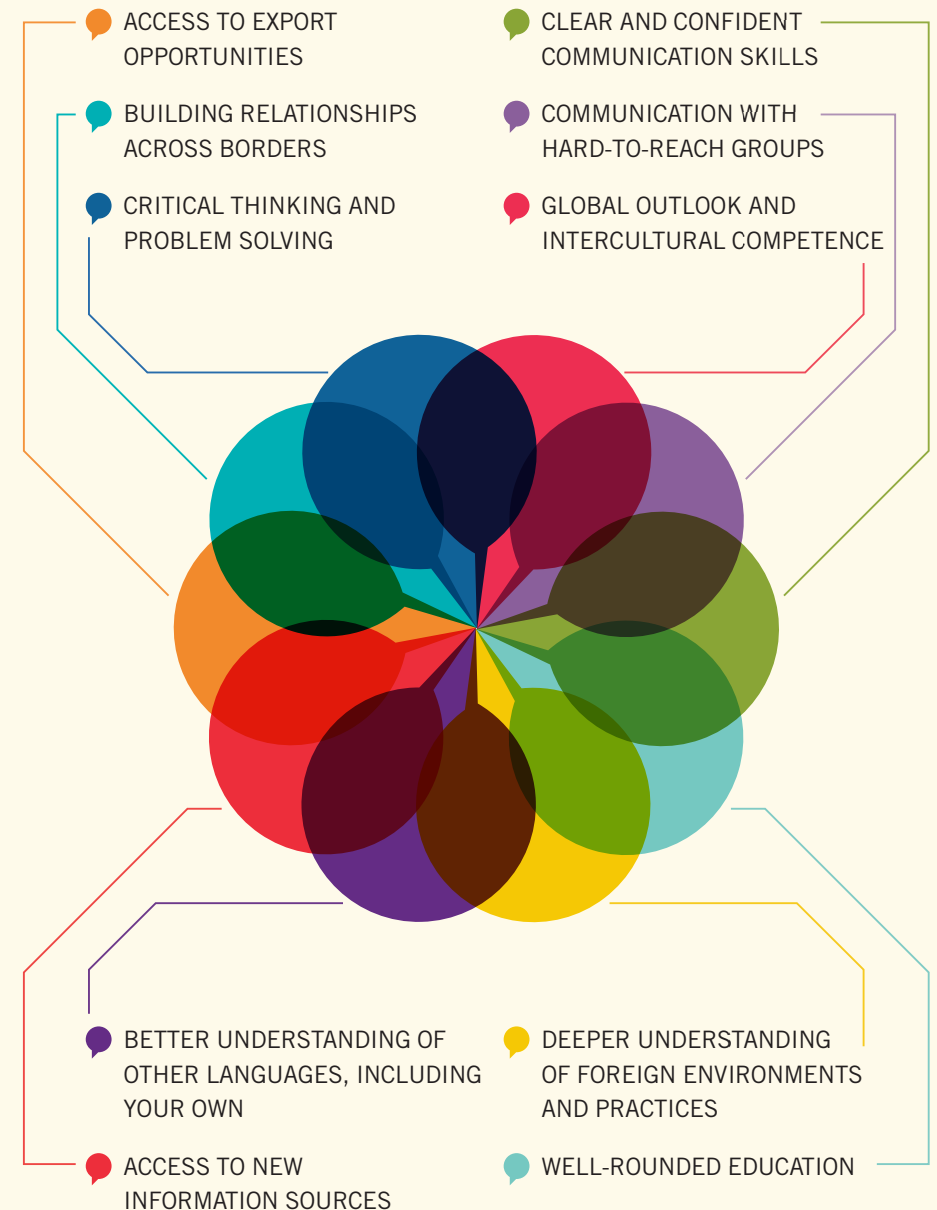 ACCESS TO EXPORT
OPPORTUNITIES
BUILDING RELATIONSHIPS
ACROSS BORDERS
CRITICAL THINKING AND
PROBLEM SOLVING
CLEAR AND CONFIDENT
COMMUNICATION SKILLS
COMMUNICATION WITH
HARD-TO-REACH GROUPS
GLOBAL OUTLOOK AND
INTERCULTURAL COMPETENCE
BETTER UNDERSTANDING OF
OTHER LANGUAGES, INCLUDING
YOUR OWN
ACCESS TO NEW
INFORMATION SOURCES
DEEPER UNDERSTANDING
OF FOREIGN ENVIRONMENTS
AND PRACTICES
WELL-ROUNDED EDUCATION